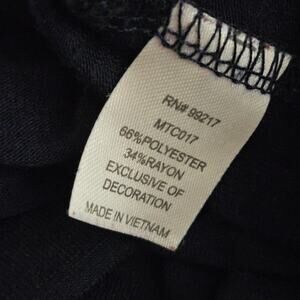 RN# 99217
MTC017
66%POLYESTER
34%RAYON
EXCLUSIVE OF
DECORATION
MADE IN VIETNAM